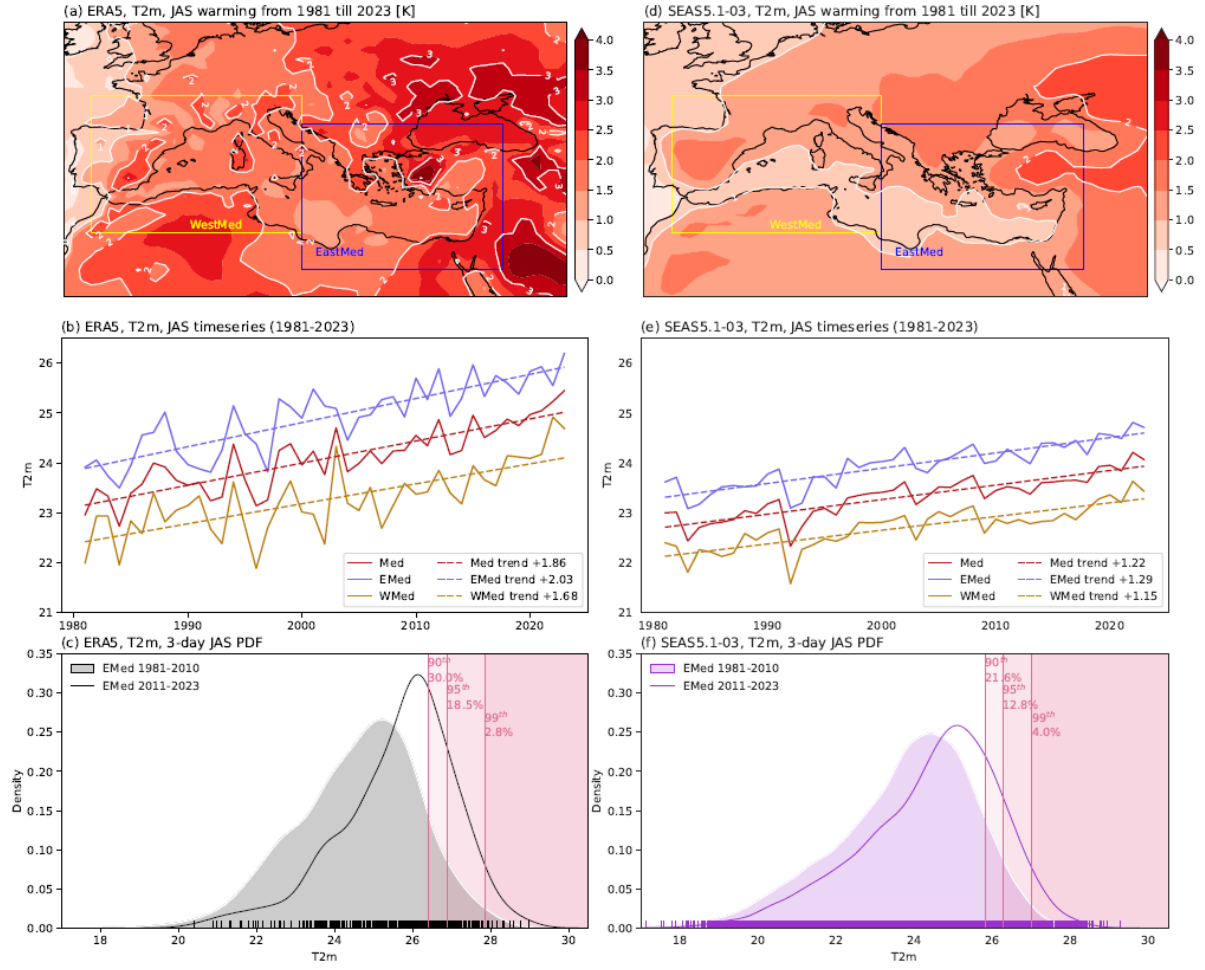 (a) ERA5, T2m, JAS warming from 1981 till 2023 [K]
WestMed
EastMed
4.0
3.5
3.0
2.5
2.0
1.5
1.0
0.5
0.0
(d) SEAS5.1-03, T2m, JAS warming from 1981 till 2023 [K]
2
2
WestMed
EastMed
4.0
3.5
3.0
2.5
2.0
1.5
1.0
0.5
0.0
(b) ERA5, T2m, JAS timeseries (1981-2023)
26
25
24
23
22
21
T2m
Med
EMed
WMed
Med trend +1.86
EMed trend +2.03
WMed trend +1.68
1980 1990 2000 2010 2020
(e) SEAS5.1-03, T2m, JAS timeseries (1981-2023)
26
25
24
23
22
21
T2m
Med
EMed
WMed
Med trend +1.22
EMed trend +1.29
WMed trend +1.15
1980 1990 2000 2010 2020
(c) ERA5, T2m, 3-day JAS PDF
0.35
0.30
0.25
0.20
0.15
0.10
0.05
0.00
Density
EMed 1981-2010
EMed 2011-2023
90th
30.0%
95th
18.5%
99th
2.8%
18 20 22 24 26 28 30
T2m
(f) SEAS5.1-03, T2m, 3-day JAS PDF
0.35
0.30
0.25
0.20
0.15
0.10
0.05
0.00
Density
EMed 1981-2010
EMed 2011-2023
90th
21.6%
95th
12.8%
99th
4.0%
18 20 22 24 26 28 30
T2m